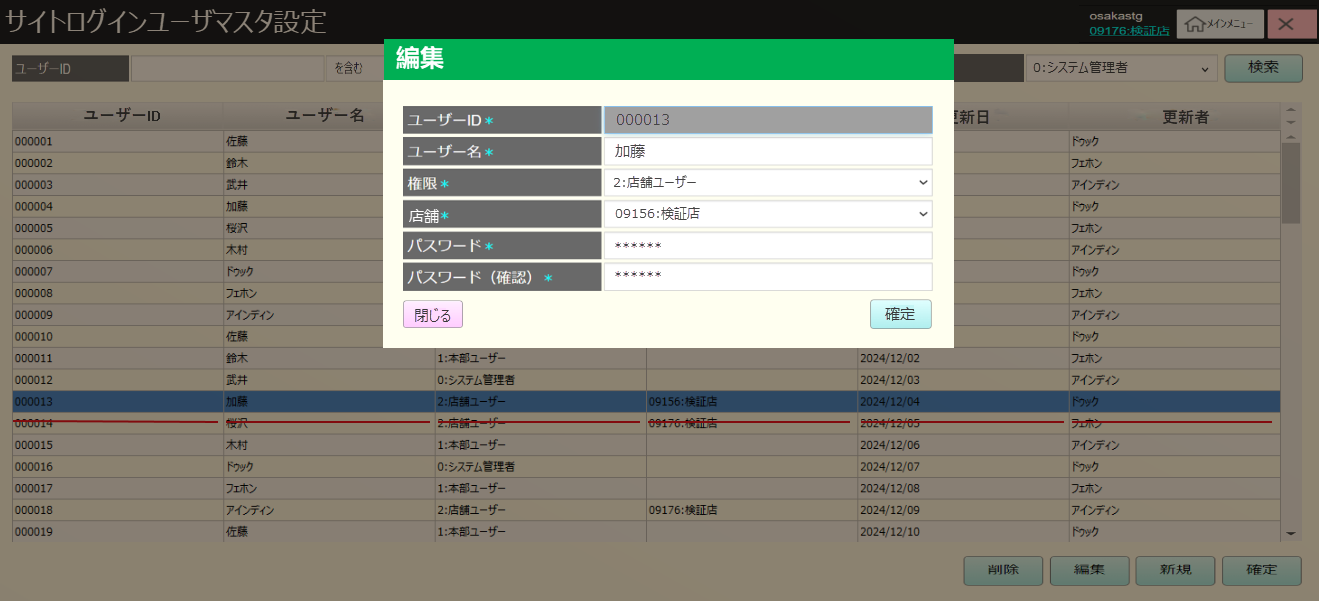 サイトログインユーザマスタ設定
osakastg
09176:検証店
メインメニュー
編集
ユーザーID
を含む
0:システム管理者
検索
ユーザーID ユーザー名 更新者
ユーザーID* 000013
ユーザー名* 加藤
権限* 2:店舗ユーザー
店舗* 09156:検証店
パスワード* ******
パスワード（確認）* ******
閉じる 確定
000001 佐藤 ドゥック
000002 鈴木 フェホン
000003 武井 アインディン
000004 加藤 ドゥック
000005 桜沢 フェホン
000006 木村 アインディン
000007 ドゥック ドゥック
000008 フェホン フェホン
000009 アインディン アインディン
000010 佐藤 ドゥック
000011 鈴木 1:本部ユーザー 2024/12/02 フェホン
000012 武井 0:システム管理者 2024/12/03 アインディン
000013 加藤 2:店舗ユーザー 09156:検証店 2024/12/04 ドゥック
000014 桜沢 2:店舗ユーザー 09176:検証店 2024/12/05 フェホン
000015 木村 1:本部ユーザー 2024/12/06 アインディン
000016 ドゥック 0:システム管理者 2024/12/07 ドゥック
000017 フェホン 1:本部ユーザー 2024/12/08 フェホン
000018 アインディン 2:店舗ユーザー 09176:検証店 2024/12/09 アインディン
000019 佐藤 1:本部ユーザー 2024/12/10 ドゥック
削除 編集 新規 確定